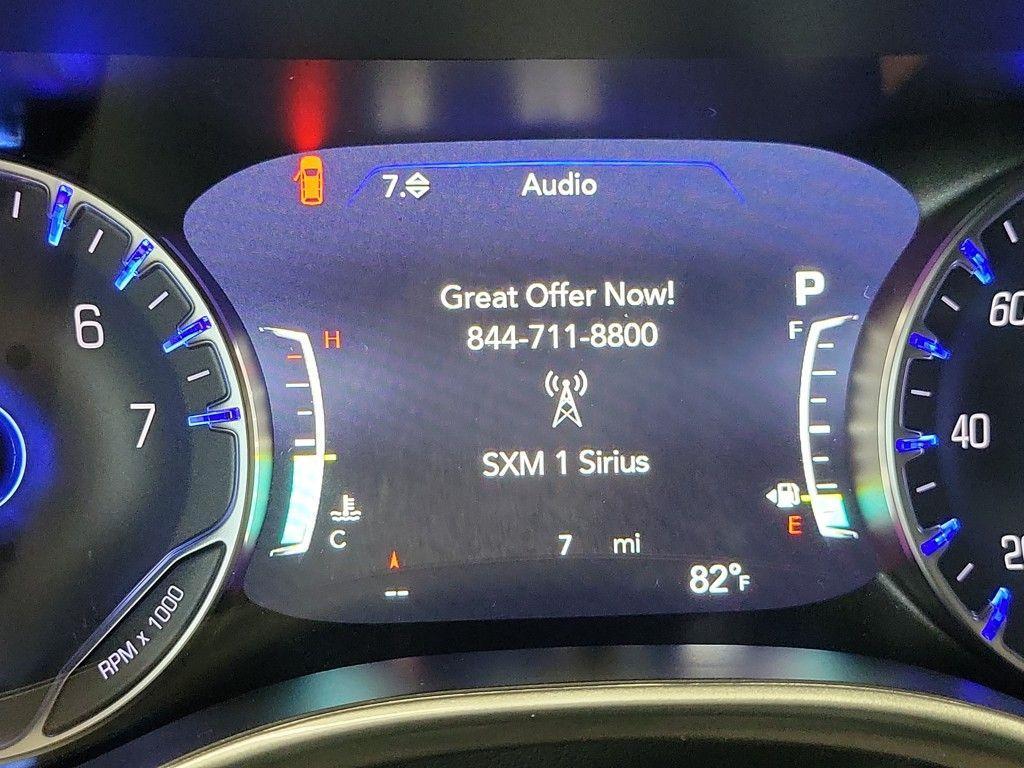 7. Audio
Great Offer Now!
844-711-8800
P
H
F
6
7
60
40
20
SXM 1 Sirius
E
C
7 mi
--
82°F
RPM x 1000